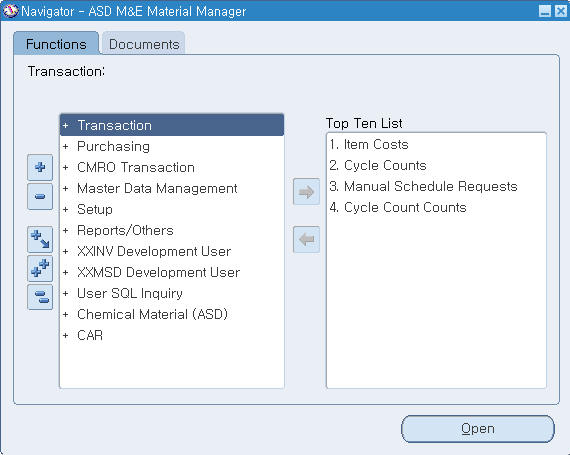 Navigator - ASD M&E Material Manager
Functions
Documents
Transaction:
+ Transaction
+ Purchasing
+ CMRO Transaction
+ Master Data Management
+ Setup
+ Reports/Others
+ XXINV Development User
+ XXMSD Development User
+ User SQL Inquiry
+ Chemical Material (ASD)
+ CAR
Top Ten List
1. Item Costs
2. Cycle Counts
3. Manual Schedule Requests
4. Cycle Count Counts
Open